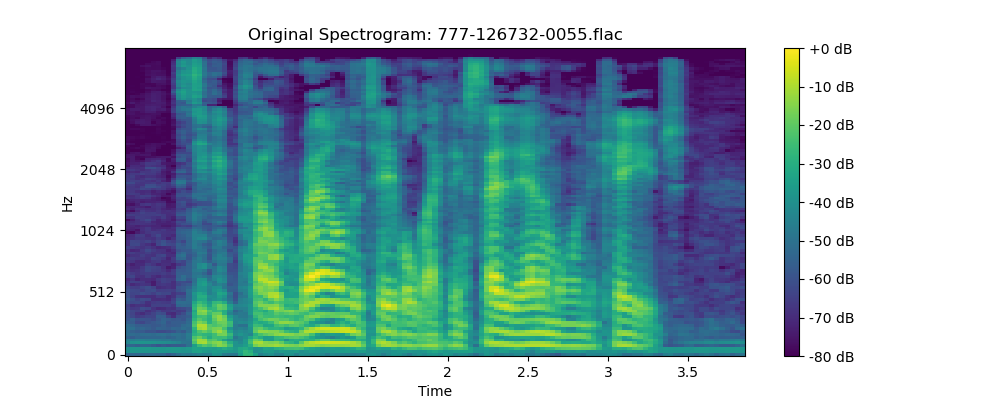 Original Spectrogram: 777-126732-0055.flac
Hz
4096
2048
1024
512
0
0
0.5
1
1.5
2
2.5
3
3.5
Time
+0 dB
-10 dB
-20 dB
-30 dB
-40 dB
-50 dB
-60 dB
-70 dB
-80 dB